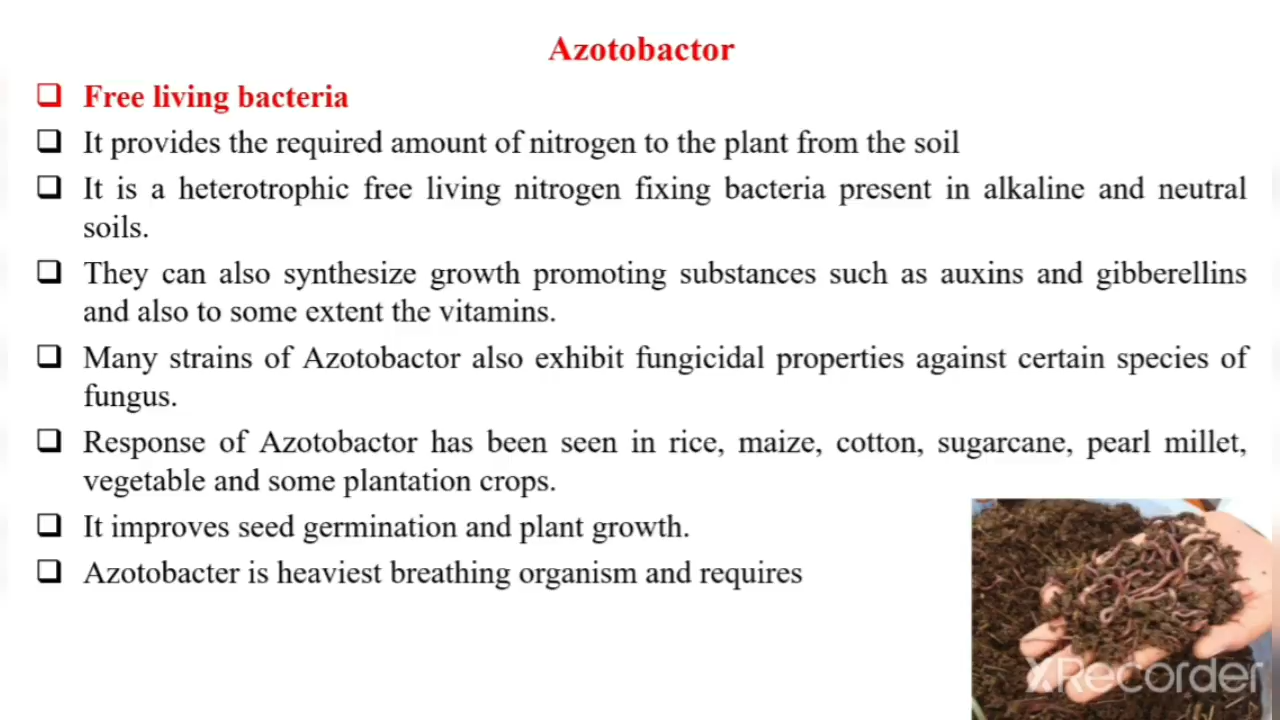 Azotobactor
Free living bacteria
It provides the required amount of nitrogen to the plant from the soil
It is a heterotrophic free living nitrogen fixing bacteria present in alkaline and neutral
soils.
They can also synthesize growth promoting substances such as auxins and gibberellins
and also to some extent the vitamins.
Many strains of Azotobactor also exhibit fungicidal properties against certain species of
fungus.
Response of Azotobactor has been seen in rice, maize, cotton, sugarcane, pearl millet,
vegetable and some plantation crops.
It improves seed germination and plant growth.
Azotobacter is heaviest breathing organism and requires
XRecorder